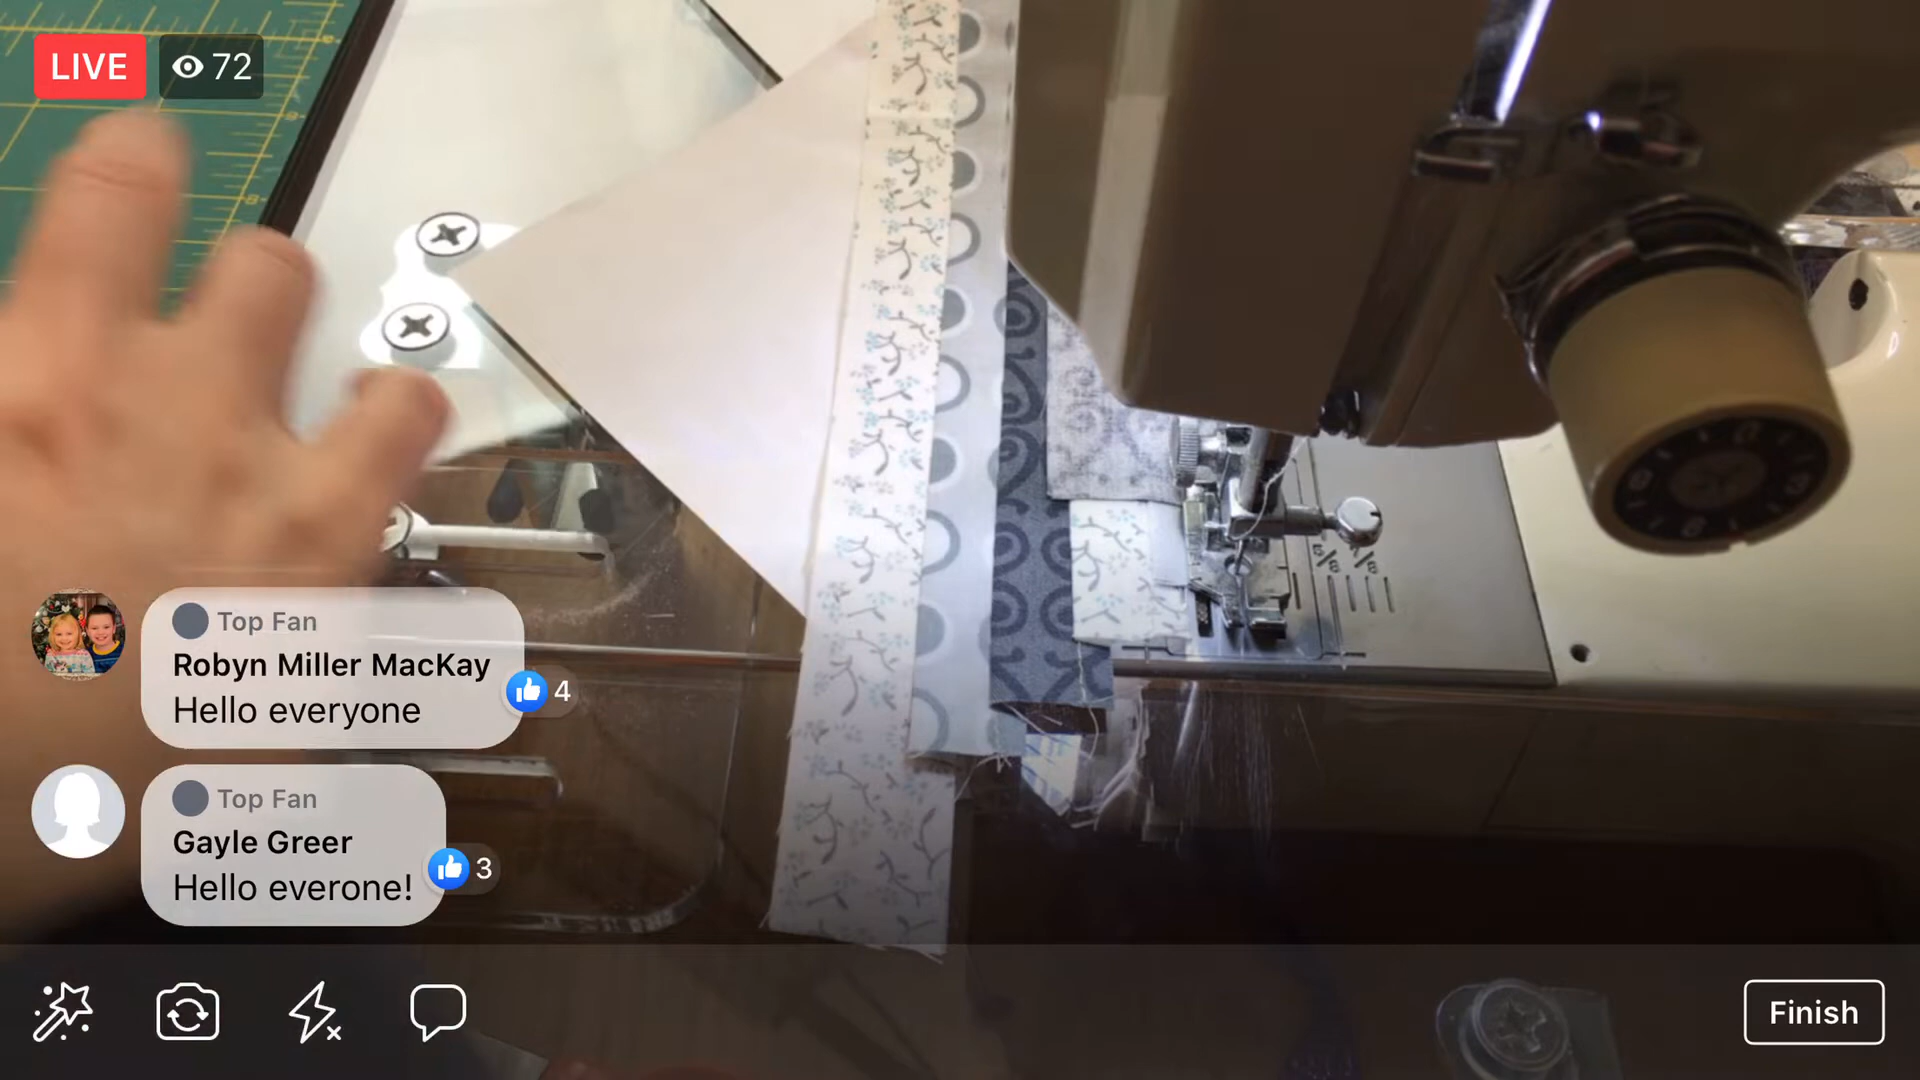 LIVE
72
Top Fan
Robyn Miller MacKay
Hello everyone
4
Top Fan
Gayle Greer
Hello everone!
3
Finish